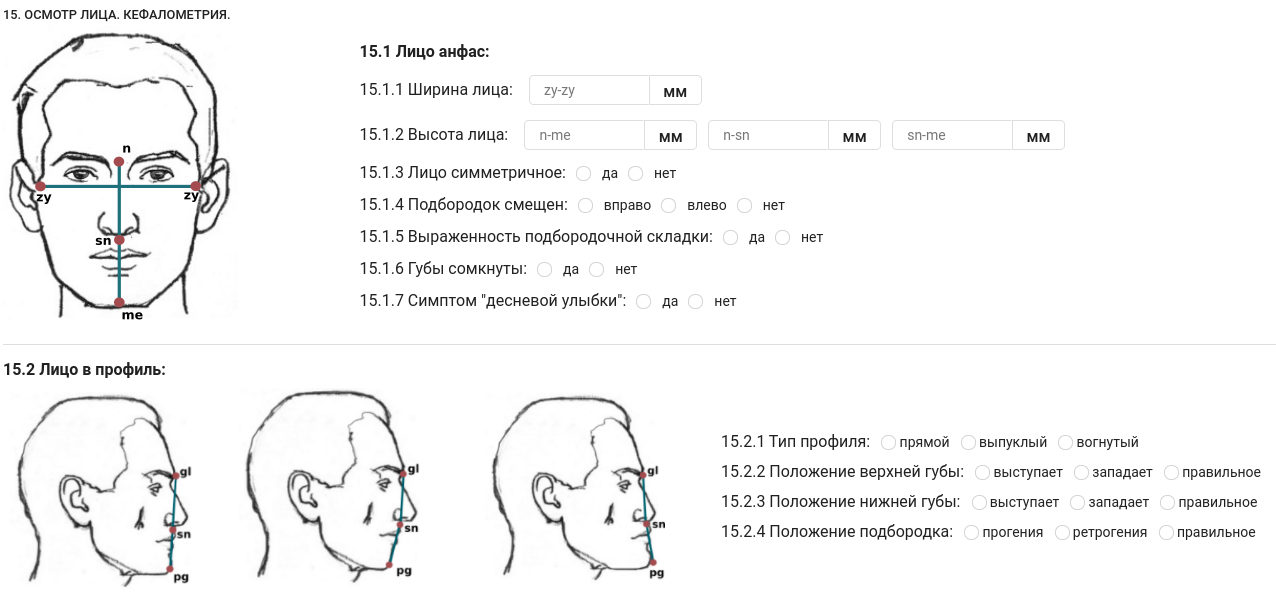 15. ОСМОТР ЛИЦА. КЕФАЛОМЕТРИЯ.
n
zy
zy
sn
me
15.1 Лицо анфас:
15.1.1 Ширина лица: zy-zy мм
15.1.2 Высота лица: n-me мм n-sn мм sn-me мм
15.1.3 Лицо симметричное: да нет
15.1.4 Подбородок смещен: вправо влево нет
15.1.5 Выраженность подбородочной складки: да нет
15.1.6 Губы сомкнуты: да нет
15.1.7 Симптом "десневой улыбки": да нет
15.2 Лицо в профиль:
gl
sn
pg
gl
sn
pg
gl
sn
pg
15.2.1 Тип профиля: прямой выпуклый вогнутый
15.2.2 Положение верхней губы: выступает западает правильное
15.2.3 Положение нижней губы: выступает западает правильное
15.2.4 Положение подбородка: прогения ретрогения правильное